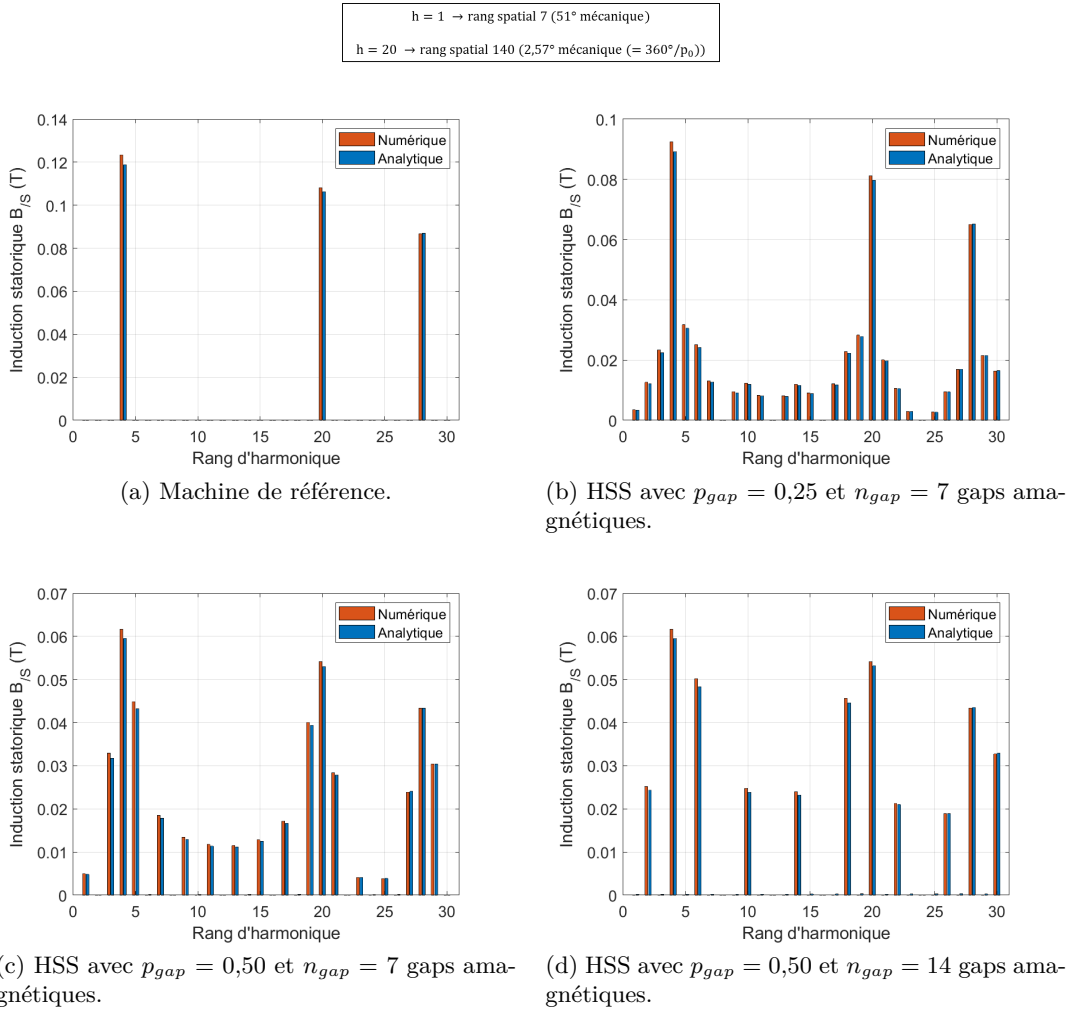 h = 1 → rang spatial 7 (51° mécanique)
h = 20 → rang spatial 140 (2,57° mécanique (= 360°/p₀))
Induction statorique B/S (T)
0.14
0.12
0.1
0.08
0.06
0.04
0.02
0
Numérique
Analytique
0 5 10 15 20 25 30
Rang d'harmonique
(a) Machine de référence.
Induction statorique B/S (T)
0.1
0.08
0.06
0.04
0.02
0
Numérique
Analytique
0 5 10 15 20 25 30
Rang d'harmonique
(b) HSS avec pgap = 0,25 et ngap = 7 gaps ama-
gnétiques.
Induction statorique B/S (T)
0.07
0.06
0.05
0.04
0.03
0.02
0.01
0
Numérique
Analytique
0 5 10 15 20 25 30
Rang d'harmonique
(c) HSS avec pgap = 0,50 et ngap = 7 gaps ama-
gnétiques.
Induction statorique B/S (T)
0.07
0.06
0.05
0.04
0.03
0.02
0.01
0
Numérique
Analytique
0 5 10 15 20 25 30
Rang d'harmonique
(d) HSS avec pgap = 0,50 et ngap = 14 gaps ama-
gnétiques.